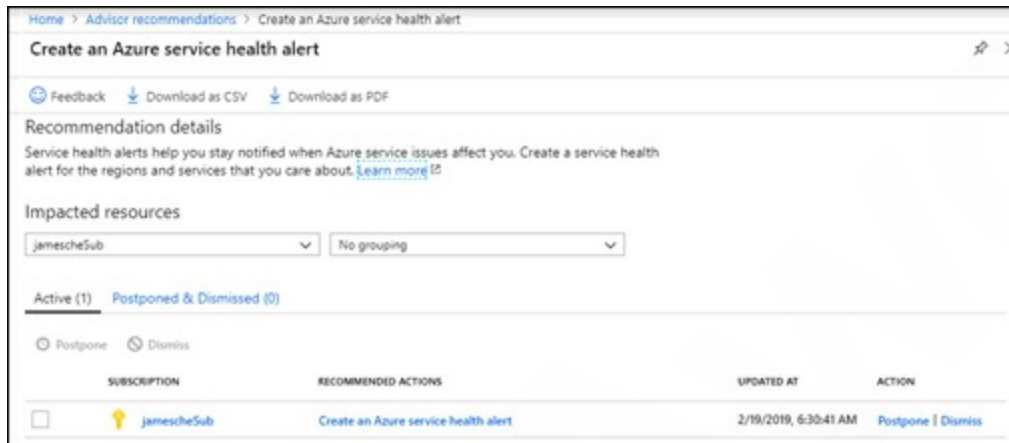 Home > Advisor recommendations > Create an Azure service health alert
Create an Azure service health alert
Feedback Download as CSV Download as PDF
Recommendation details
Service health alerts help you stay notified when Azure service issues affect you. Create a service health
alert for the regions and services that you care about. Learn more
Impacted resources
jamescheSub No grouping
Active (1) Postponed & Dismissed (0)
Postpone Dismiss
SUBSCRIPTION RECOMMENDED ACTIONS UPDATED AT ACTION
jamescheSub Create an Azure service health alert 2/19/2019, 6:30:41 AM Postpone | Dismiss